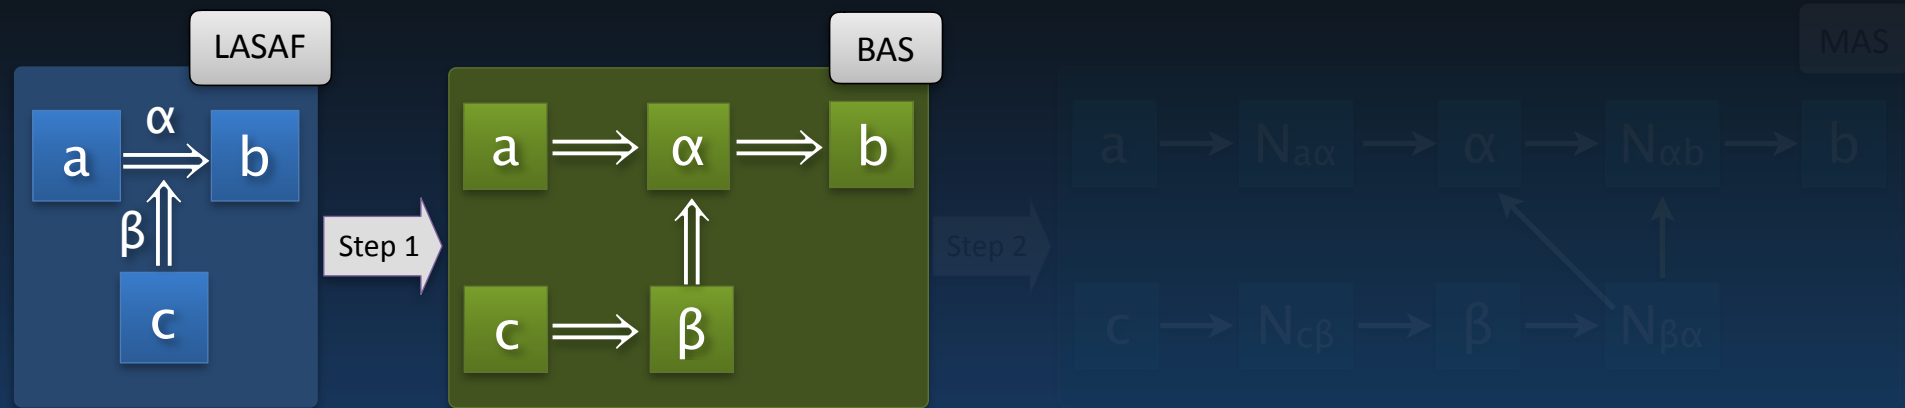 LASAF
BAS
MAS
a α b
β
c
Step 1
a α b
c β
Step 2
a Naα α Nαb b
c Ncβ β Nβα